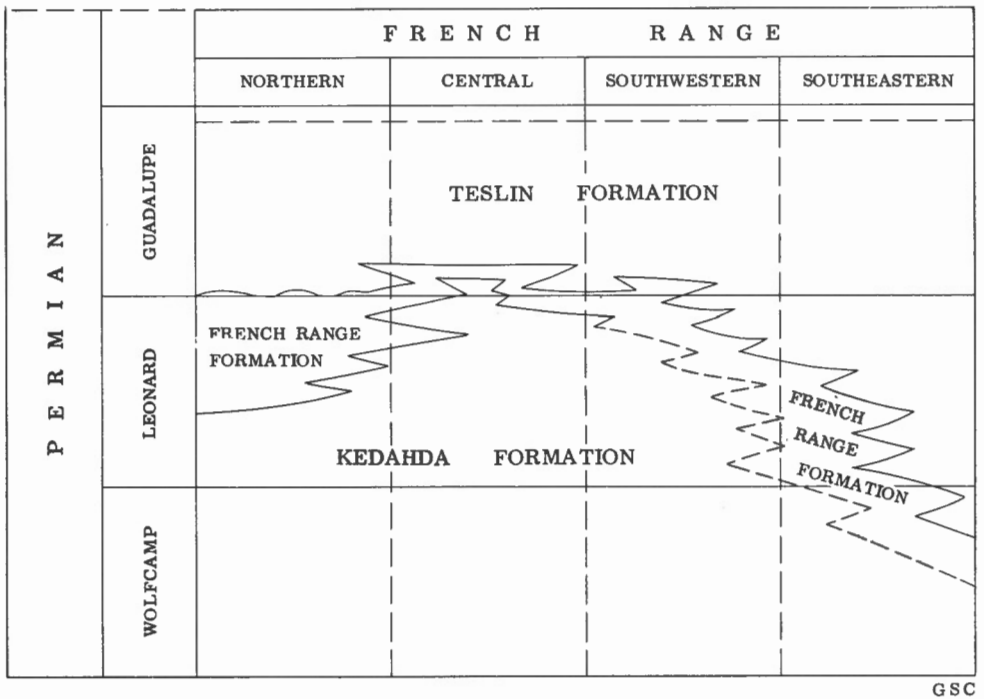 FRENCH RANGE
NORTHERN CENTRAL SOUTHWESTERN SOUTHEASTERN
PERMIAN
GUADALUPE
TESLIN FORMATION
LEONARD
FRENCH RANGE
FORMATION
FRENCH
RANGE
FORMATION
KEDAHDA FORMATION
WOLFCAMP
GSC